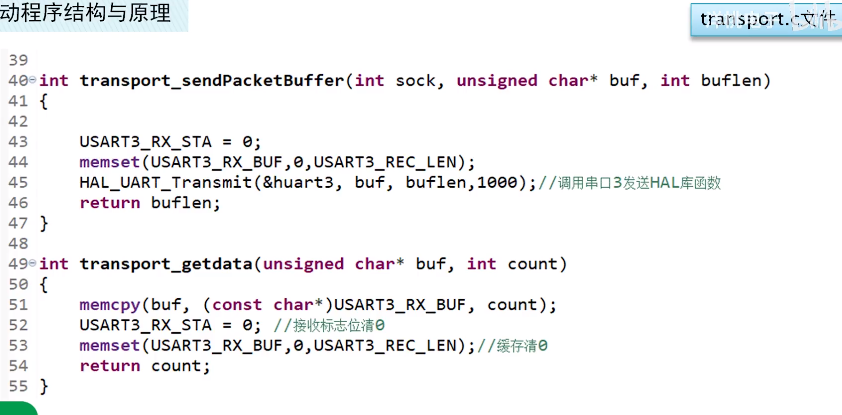 动程序结构与原理
transport.c文件
39
40 int transport_sendPacketBuffer(int sock, unsigned char* buf, int buflen)
41 {
42
43 USART3_RX_STA = 0;
44 memset(USART3_RX_BUF,0,USART3_REC_LEN);
45 HAL_UART_Transmit(&huart3, buf, buflen,1000);//调用串口3发送HAL库函数
46 return buflen;
47 }
48
49 int transport_getdata(unsigned char* buf, int count)
50 {
51 memcpy(buf, (const char*)USART3_RX_BUF, count);
52 USART3_RX_STA = 0; //接收标志位清0
53 memset(USART3_RX_BUF,0,USART3_REC_LEN);//缓存清0
54 return count;
55 }